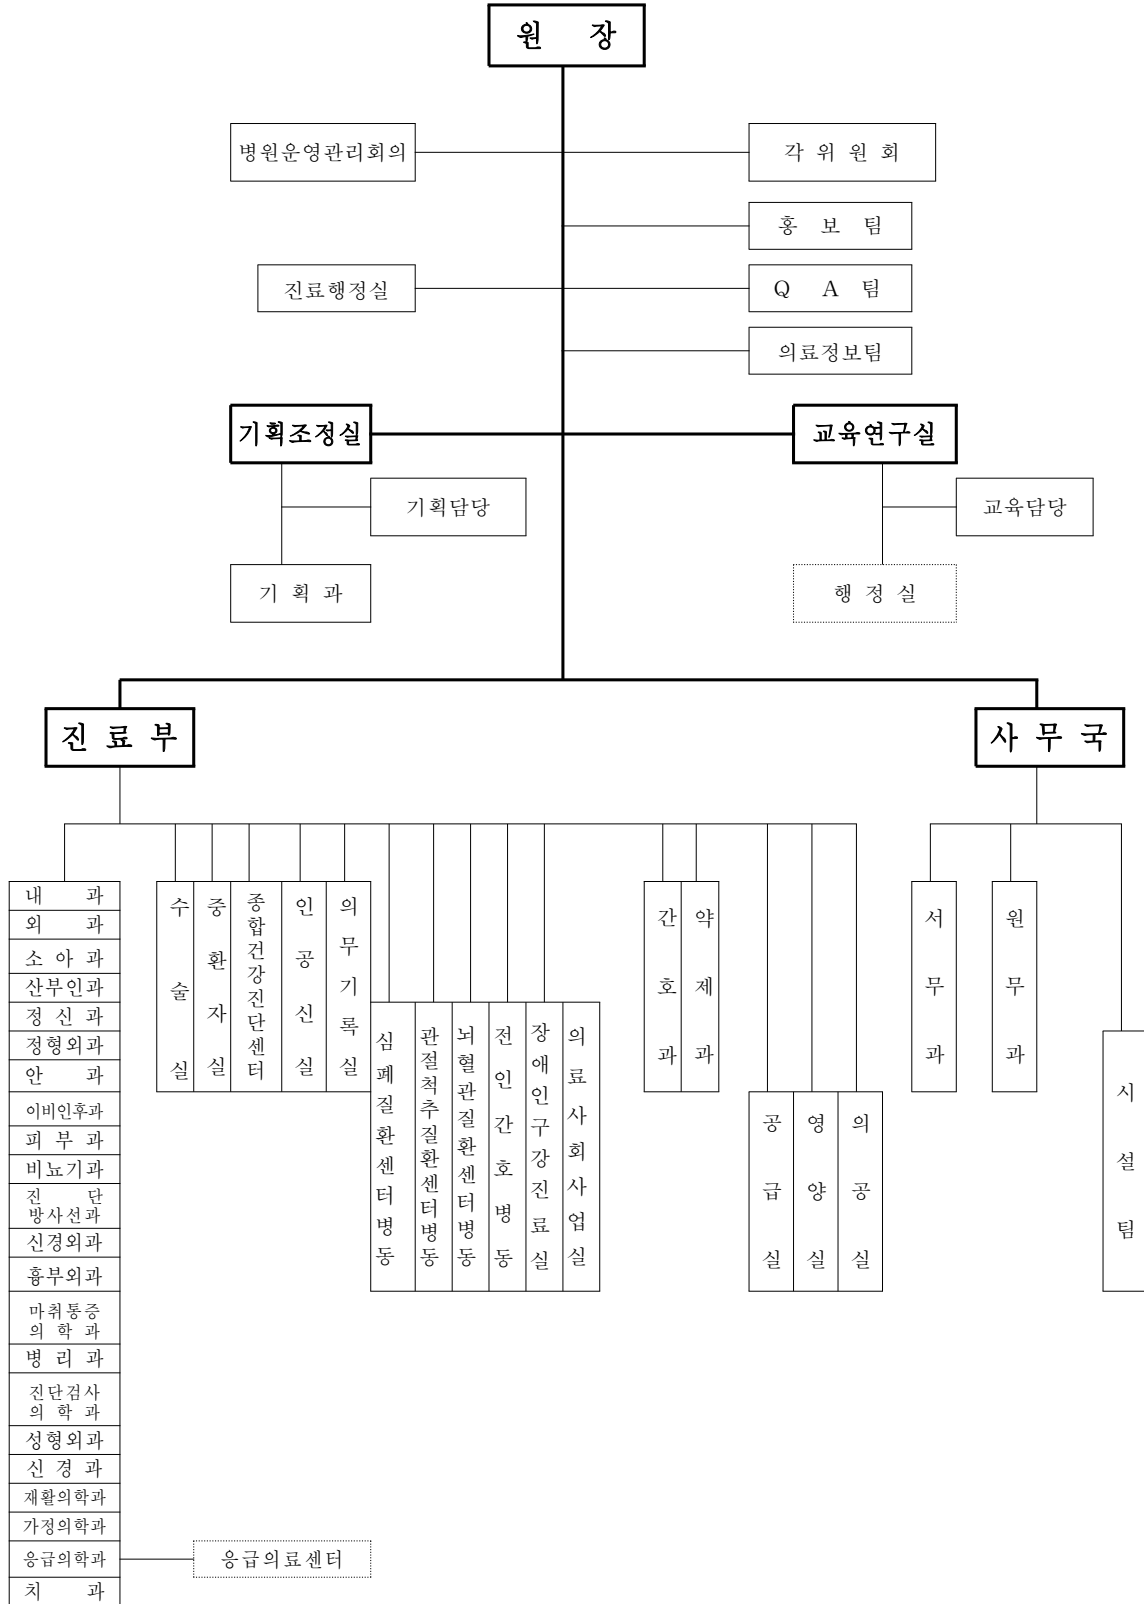 원 장
병원운영관리회의
각 위 원 회
홍 보 팀
진료행정실
Q A 팀
의료정보팀
기획조정실
교육연구실
기획담당
교육담당
기 획 과
행 정 실
진 료 부
사 무 국
내 과
외 과
소 아 과
산부인과
정 신 과
정형외과
안 과
이비인후과
피 부 과
비뇨기과
진 단
방사선과
신경외과
흉부외과
마취통증
의 학 과
병 리 과
진단검사
의 학 과
성형외과
신 경 과
재활의학과
가정의학과
응급의학과
치 과
응급의료센터
수술실
중환자실
종합건강진단센터
인공신실
의무기록실
심폐질환센터병동
관절척추질환센터병동
뇌혈관질환센터병동
전인간호병동
장애인구강진료실
의료사회사업실
간호과
약제과
공급실
영양실
의공실
서무과
원무과
시설팀